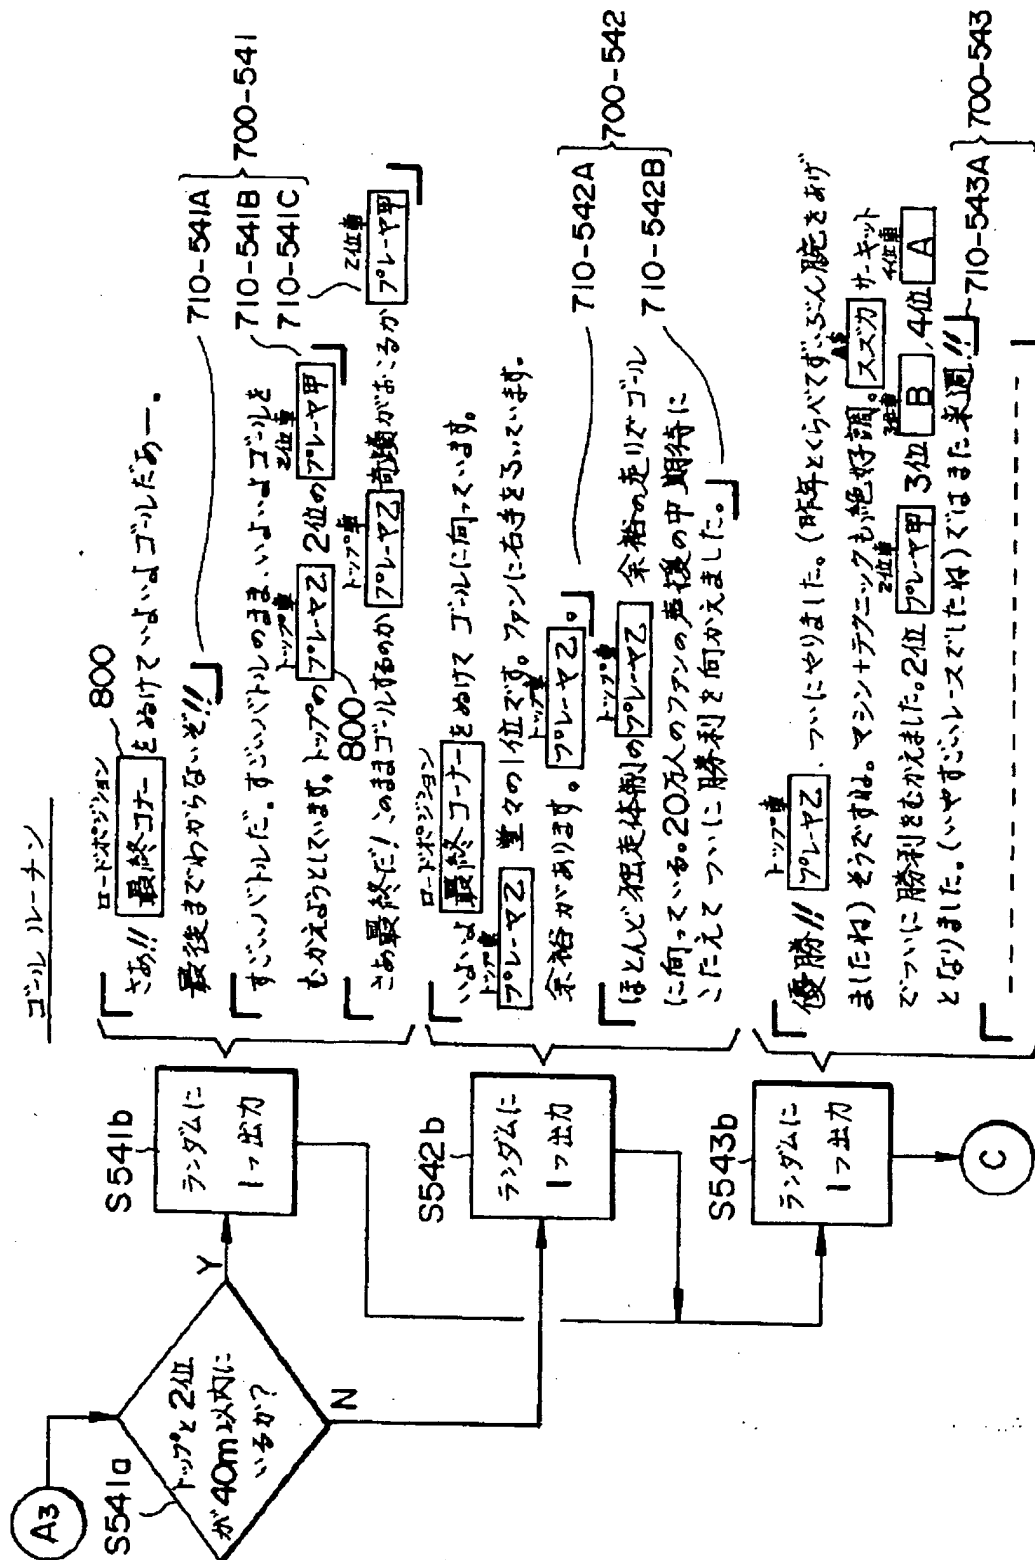 ゴールルーチン
A3
S541a
トップと2位
が40m以内に
いるか?
Y
N
S541b
ランダムに
1つ出力
ロードポジション
800
さあ!! 最終コーナー をぬけていよいよゴールだあー。
最後までわからないぞ!!
710-541A
すごいバトルだ。すごいバトルのまま、いよいよゴールを
トップ車 2位車
むかえようとしています。トップの プレーヤ乙 2位の プレーヤ甲
800
710-541B
トップ車 2位車
さあ最終だ!このままゴールするのか プレーヤ乙 奇蹟がおこるか プレーヤ甲
710-541C
700-541
S542b
ランダムに
1つ出力
ロードポジション
いよいよ 最終コーナー をぬけて ゴールに向っています。
トップ車
プレーヤ乙 堂々の1位です。ファンに右手をふっています。
トップ車
余裕があります。 プレーヤ乙 。
710-542A
トップ車
ほとんど独走体制の プレーヤ乙 余裕の走りでゴール
に向っている。20万人のファンの声援の中、期待に
こたえて ついに勝利を向かえました。
710-542B
700-542
S543b
ランダムに
1つ出力
トップ車
優勝!! プレーヤ乙 、ついにやりました。(昨年とくらべてずいぶん腕をあげ
ましたね)そうですね。マシン+テクニックも絶好調。 スズカ サーキット
2位車 3位車 4位車
でついに勝利をむかえました。2位 プレーヤ甲 3位 B ,4位 A
となりました。(いやすごいレースでしたね)ではまた来週!!
710-543A
700-543
C